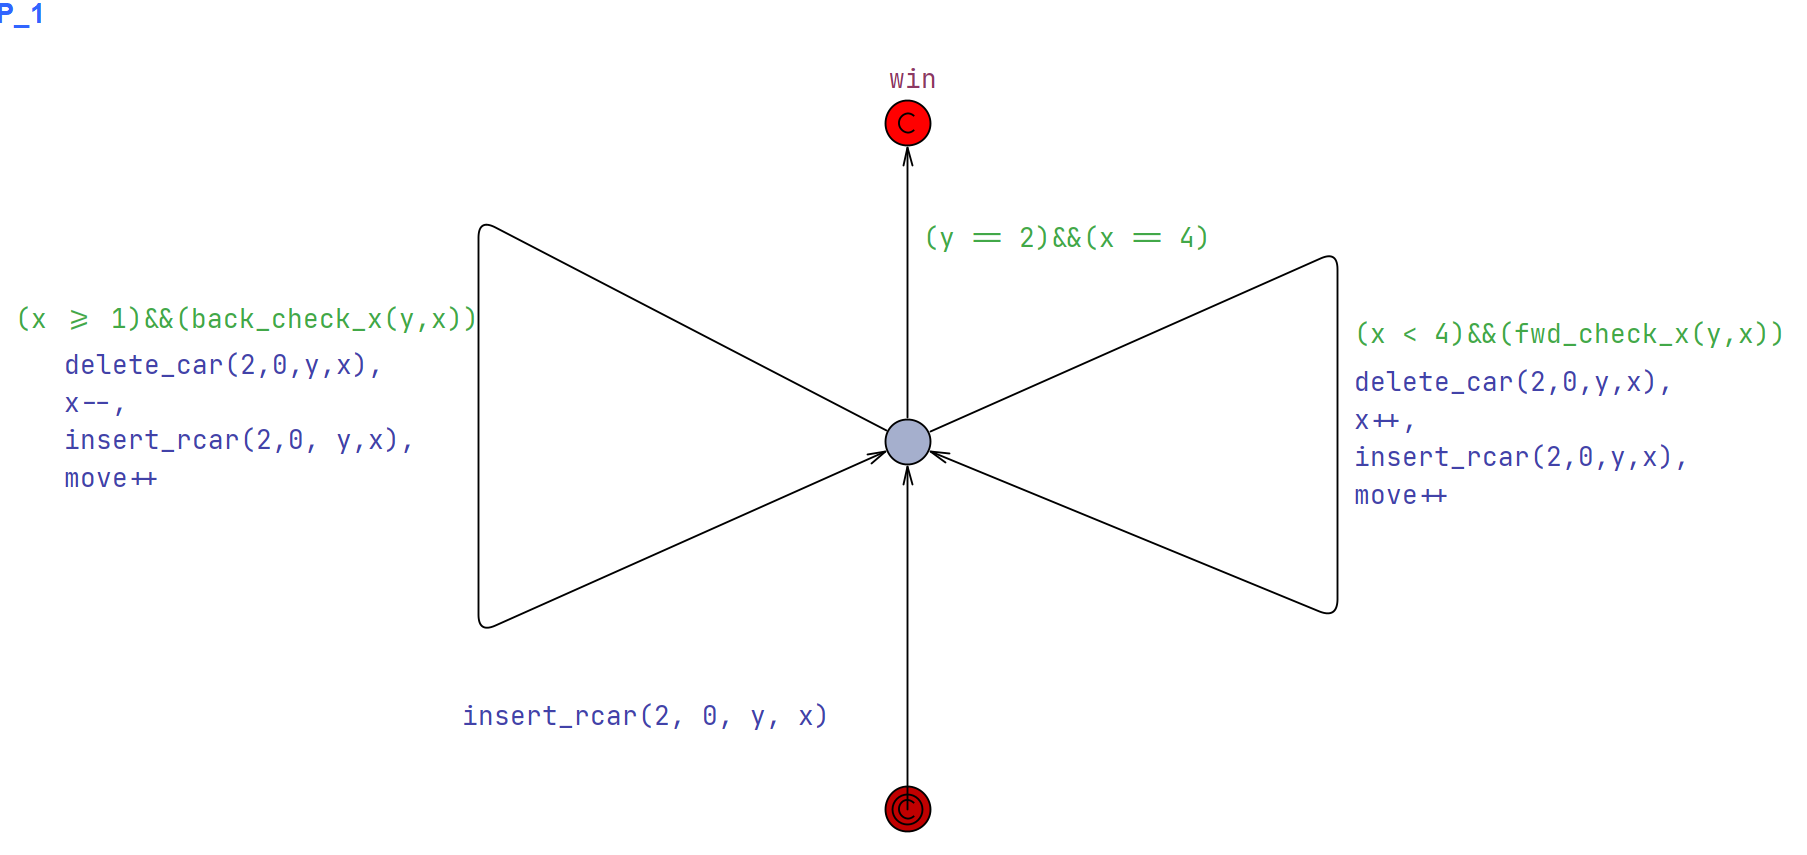 P_1
win
C
(y == 2)&&(x == 4)
(x >= 1)&&(back_check_x(y,x))
delete_car(2,0,y,x),
x--,
insert_rcar(2,0, y,x),
move++
(x < 4)&&(fwd_check_x(y,x))
delete_car(2,0,y,x),
x++,
insert_rcar(2,0,y,x),
move++
insert_rcar(2, 0, y, x)
C